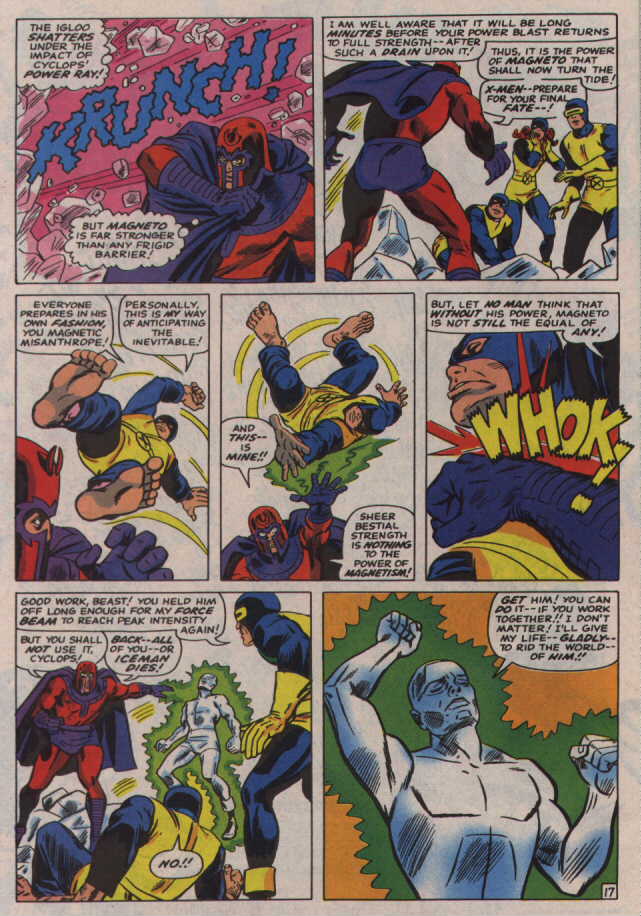 THE IGLOO
SHATTERS
UNDER THE
IMPACT OF
CYCLOPS'
POWER RAY!
KRUNCH!
BUT MAGNETO
IS FAR STRONGER
THAN ANY FRIGID
BARRIER!
I AM WELL AWARE THAT IT WILL BE LONG
MINUTES BEFORE YOUR POWER BLAST RETURNS
TO FULL STRENGTH--AFTER
SUCH A DRAIN UPON IT!
THUS, IT IS THE POWER
OF MAGNETO THAT
SHALL NOW TURN THE
TIDE!
X-MEN--PREPARE
FOR YOUR FINAL
FATE--!
EVERYONE
PREPARES IN HIS
OWN FASHION,
YOU MAGNETIC
MISANTHROPE!
PERSONALLY,
THIS IS MY WAY
OF ANTICIPATING
THE
INEVITABLE!
AND
THIS--
IS
MINE!!
SHEER
BESTIAL
STRENGTH
IS NOTHING
TO THE
POWER OF
MAGNETISM!
BUT, LET NO MAN THINK THAT
WITHOUT HIS POWER, MAGNETO
IS NOT STILL THE EQUAL OF
ANY!
WHOK!
GOOD WORK, BEAST! YOU HELD HIM
OFF LONG ENOUGH FOR MY FORCE
BEAM TO REACH PEAK INTENSITY
AGAIN!
BUT YOU SHALL
NOT USE IT,
CYCLOPS!
BACK--ALL
OF YOU--OR
ICEMAN
DIES!
NO!!
GET HIM! YOU CAN
DO IT--IF YOU WORK
TOGETHER!! I DON'T
MATTER! I'LL GIVE
MY LIFE--GLADLY--
TO RID THE WORLD--
OF HIM!!
17